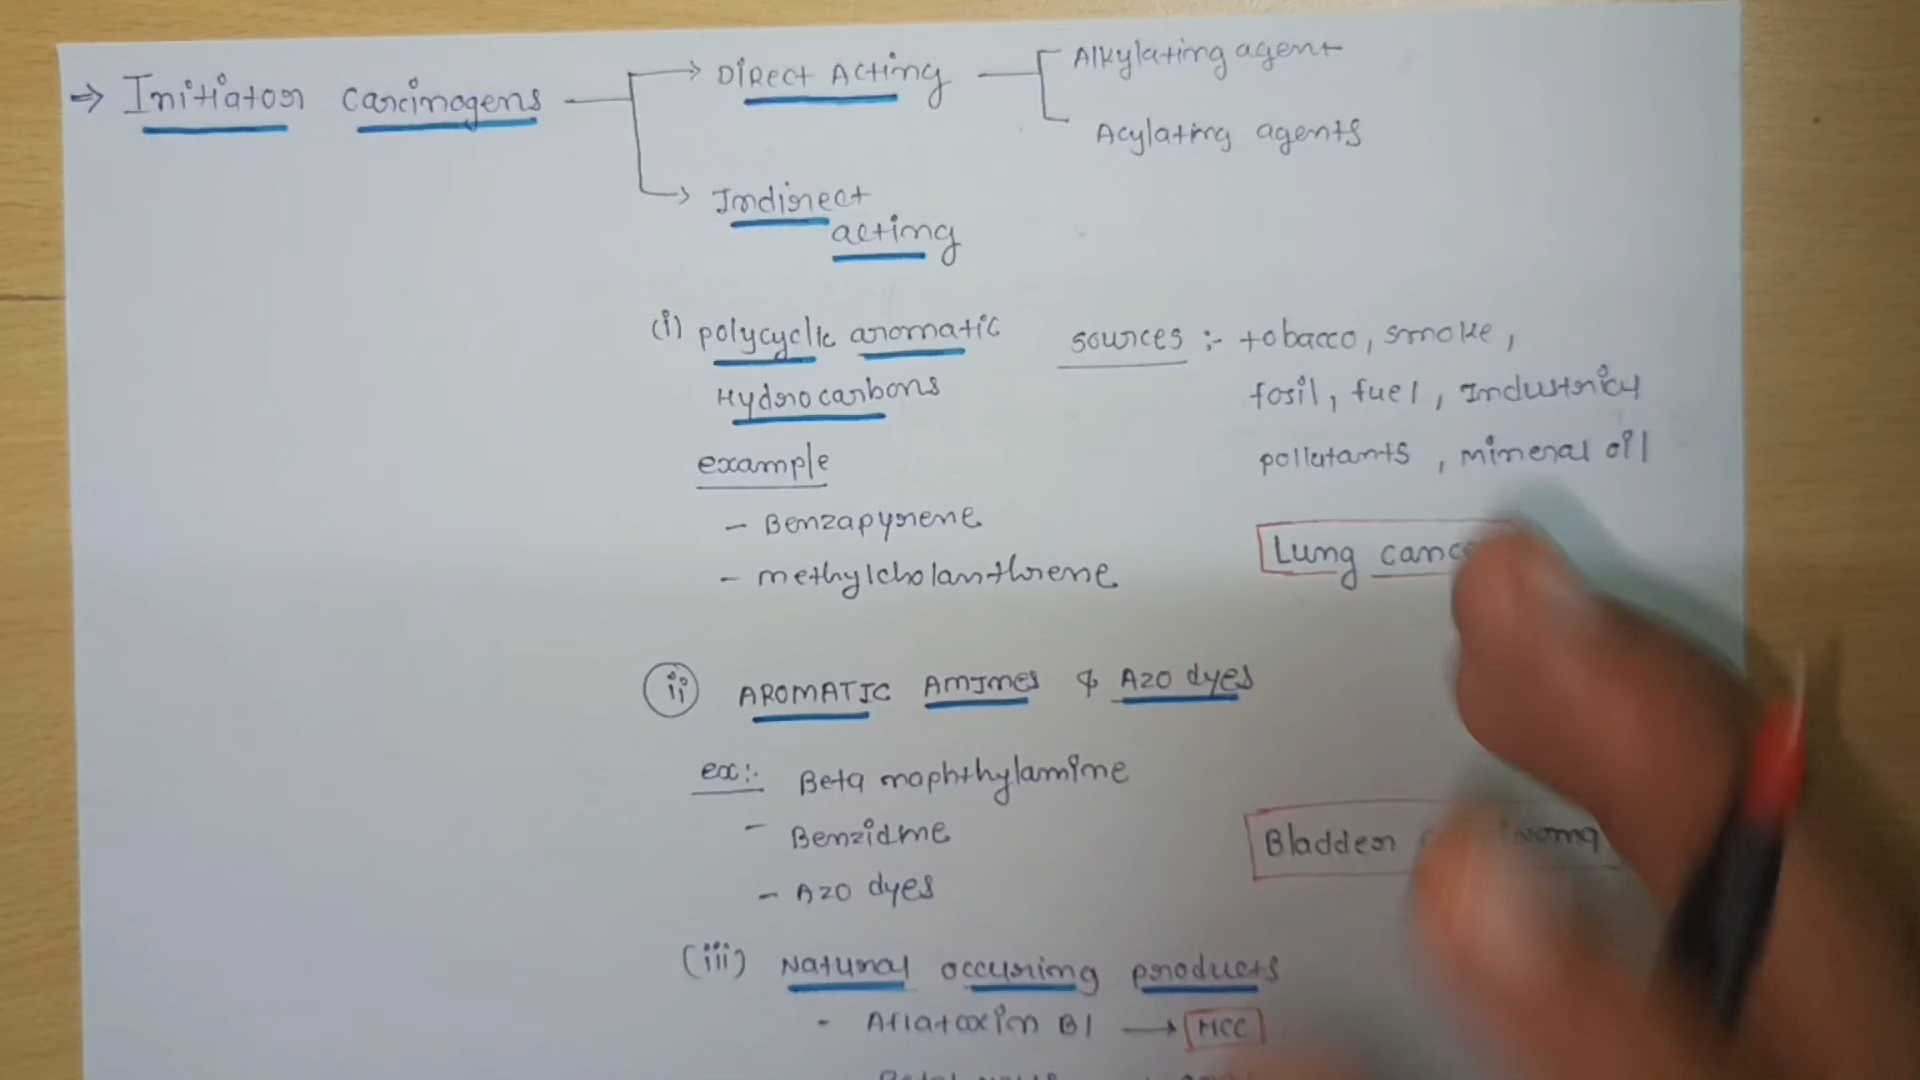 ⇒ Initiator Carcinogens
→ Direct Acting
Alkylating agent
Acylating agents
→ Indirect
acting
(i) polycyclic aromatic
Hydrocarbons
sources :- tobacco, smoke,
fosil, fuel, Industricy
pollutants, mineral oil
example
- Benzapyrene
- methylcholanthrene
Lung
(ii) AROMATIC AMINES & AZO dyes
ex:- Beta naphthylamine
- Benzidine
- Azo dyes
Bladder
(iii) Natural occuring products
- Aflatoxin B1 → HCC